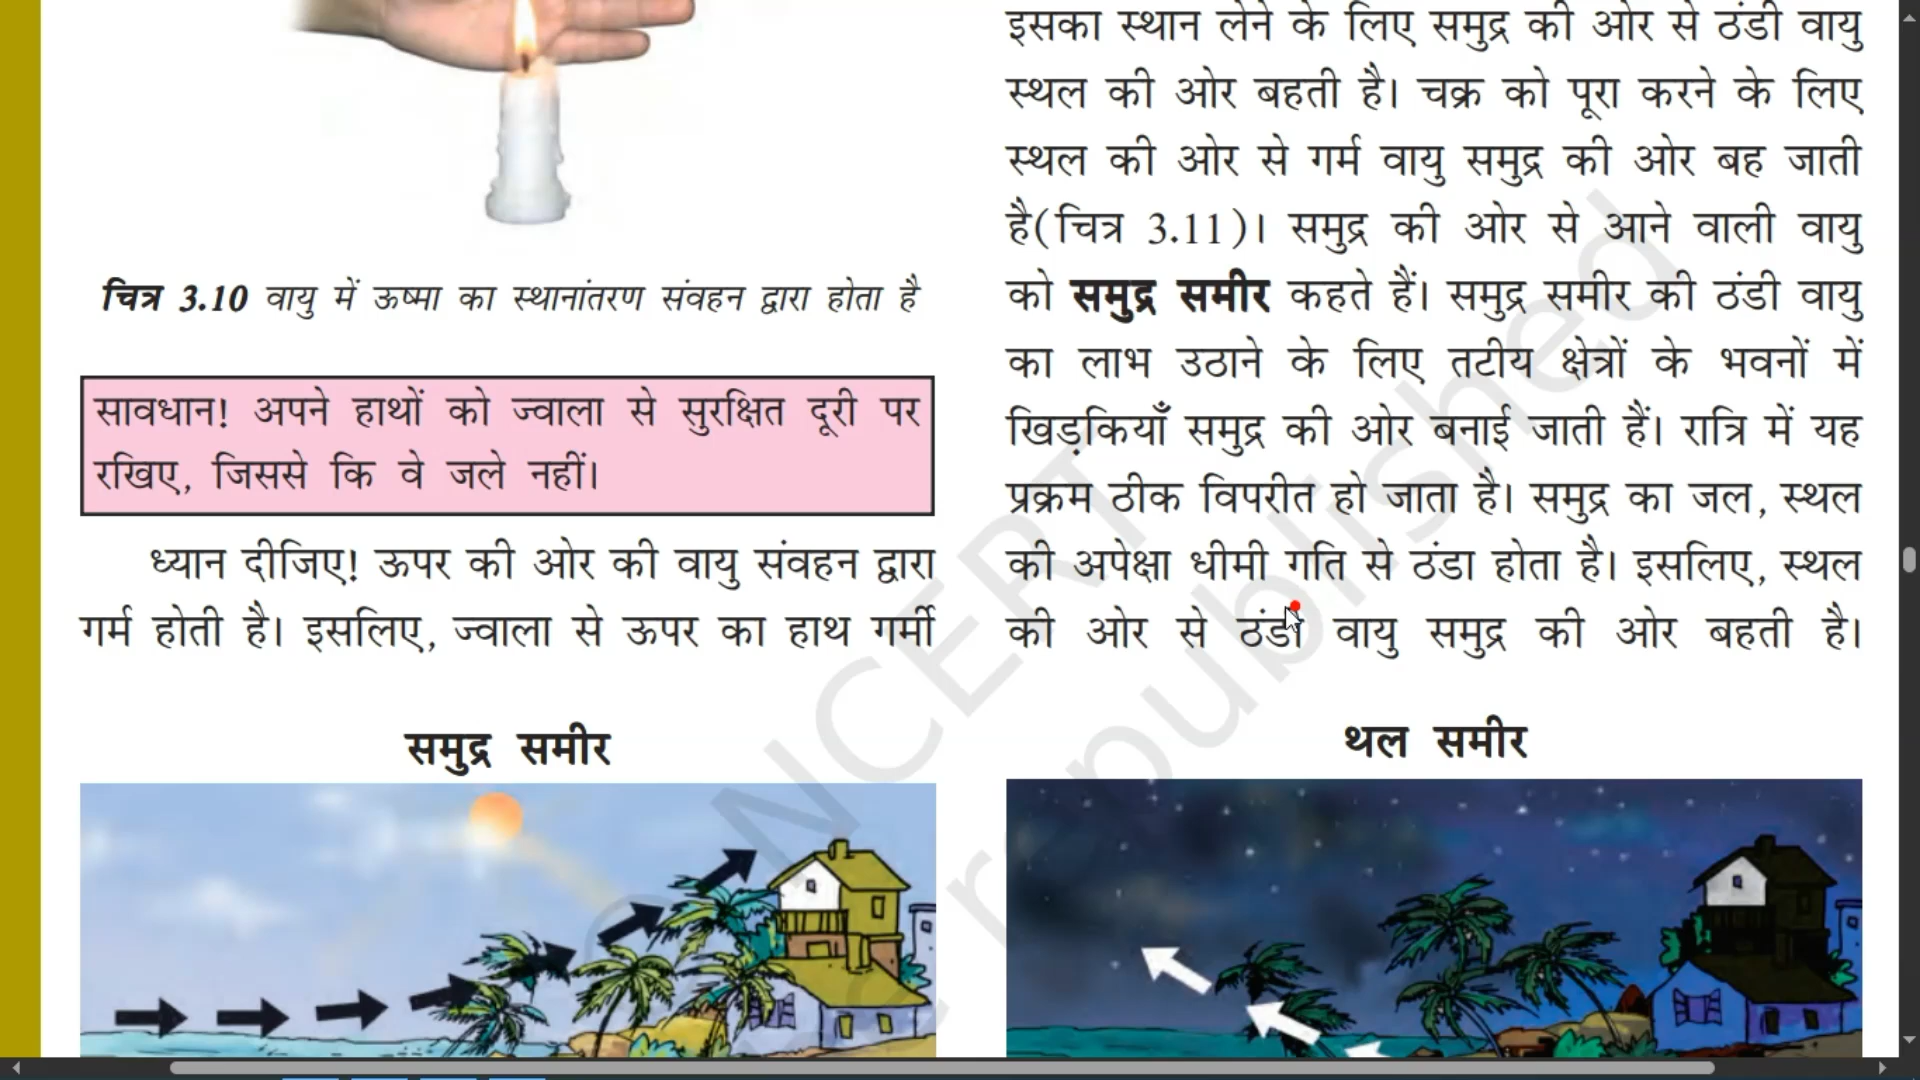 चित्र 3.10 वायु में ऊष्मा का स्थानांतरण संवहन द्वारा होता है
सावधान! अपने हाथों को ज्वाला से सुरक्षित दूरी पर
रखिए, जिससे कि वे जले नहीं।
ध्यान दीजिए! ऊपर की ओर की वायु संवहन द्वारा
गर्म होती है। इसलिए, ज्वाला से ऊपर का हाथ गर्मी
समुद्र समीर
इसका स्थान लेने के लिए समुद्र की ओर से ठंडी वायु
स्थल की ओर बहती है। चक्र को पूरा करने के लिए
स्थल की ओर से गर्म वायु समुद्र की ओर बह जाती
है(चित्र 3.11)। समुद्र की ओर से आने वाली वायु
को समुद्र समीर कहते हैं। समुद्र समीर की ठंडी वायु
का लाभ उठाने के लिए तटीय क्षेत्रों के भवनों में
खिड़कियाँ समुद्र की ओर बनाई जाती हैं। रात्रि में यह
प्रक्रम ठीक विपरीत हो जाता है। समुद्र का जल, स्थल
की अपेक्षा धीमी गति से ठंडा होता है। इसलिए, स्थल
की ओर से ठंडी वायु समुद्र की ओर बहती है।
थल समीर
NCERT
republished